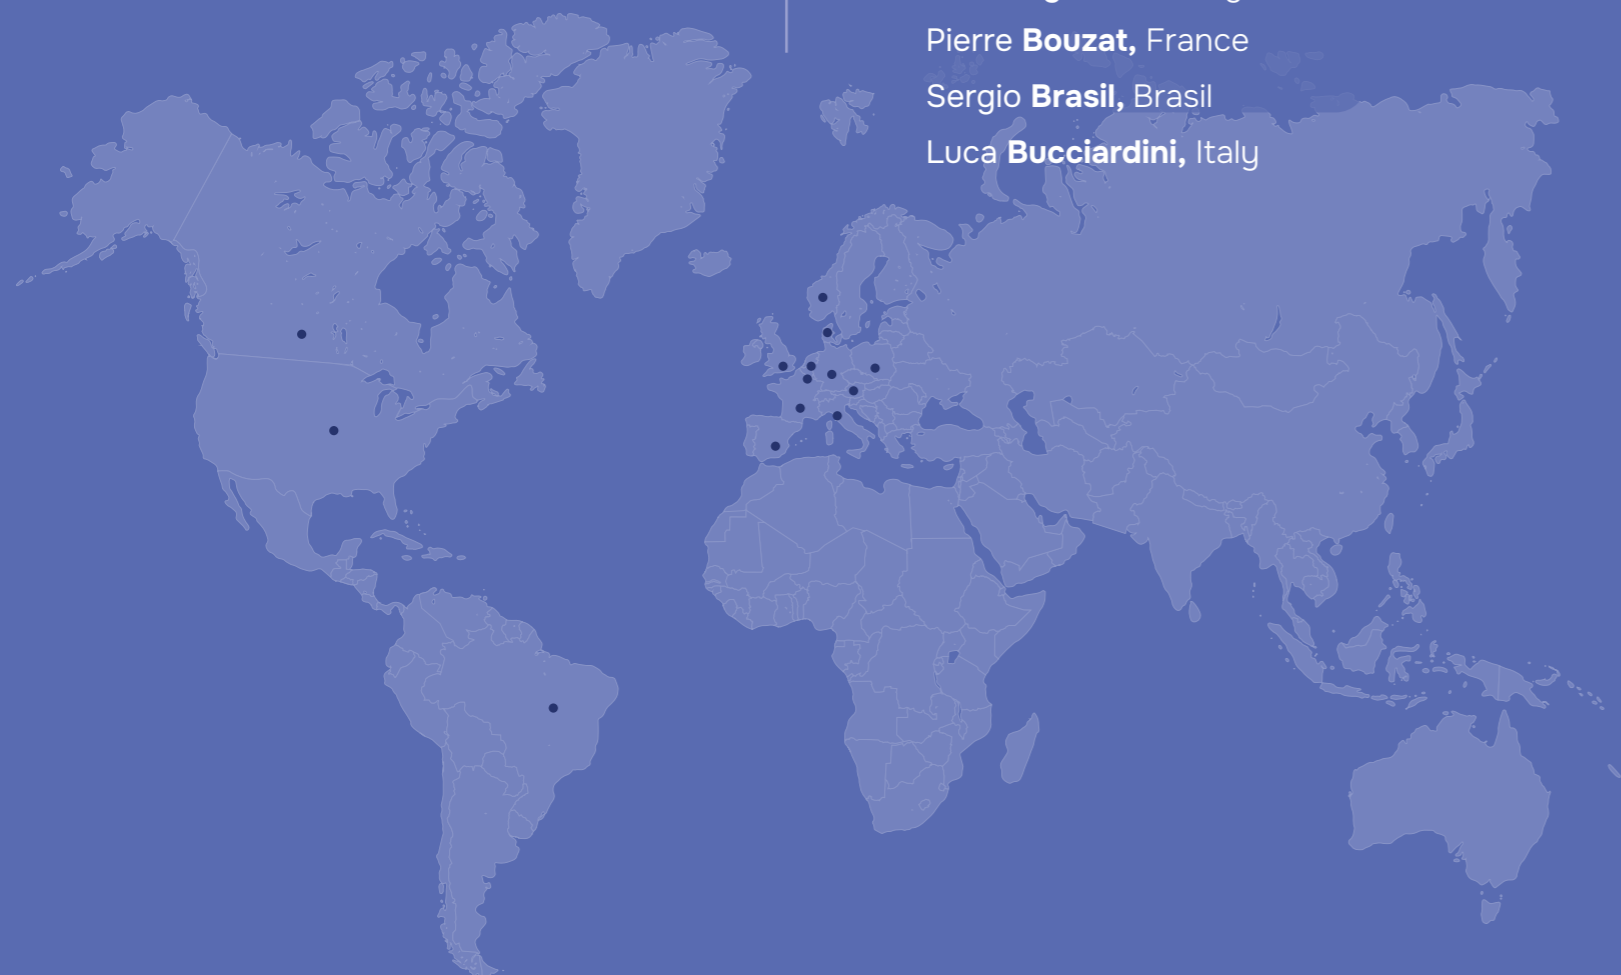 Pierre Bouzat, France
Sergio Brasil, Brasil
Luca Bucciardini, Italy